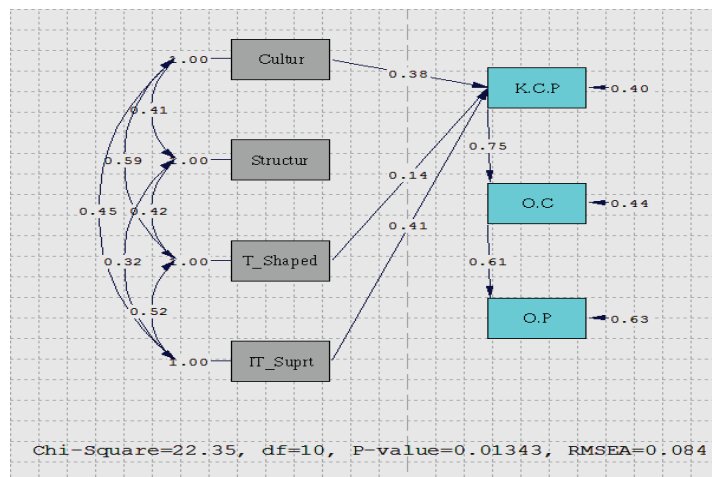 1.00 Cultur
0.38
K.C.P 0.40
0.41
0.75
0.59 1.00 Structur
0.14
O.C 0.44
0.45 0.42
0.41
0.32 1.00 T_Shaped
0.61
0.52
O.P 0.63
1.00 IT_Suprt
Chi-Square=22.35, df=10, P-value=0.01343, RMSEA=0.084